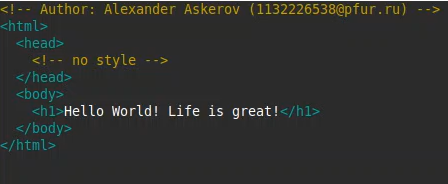 <!-- Author: Alexander Askerov (1132226538@pfur.ru) -->
<html>
  <head>
    <!-- no style -->
  </head>
  <body>
    <h1>Hello World! Life is great!</h1>
  </body>
</html>